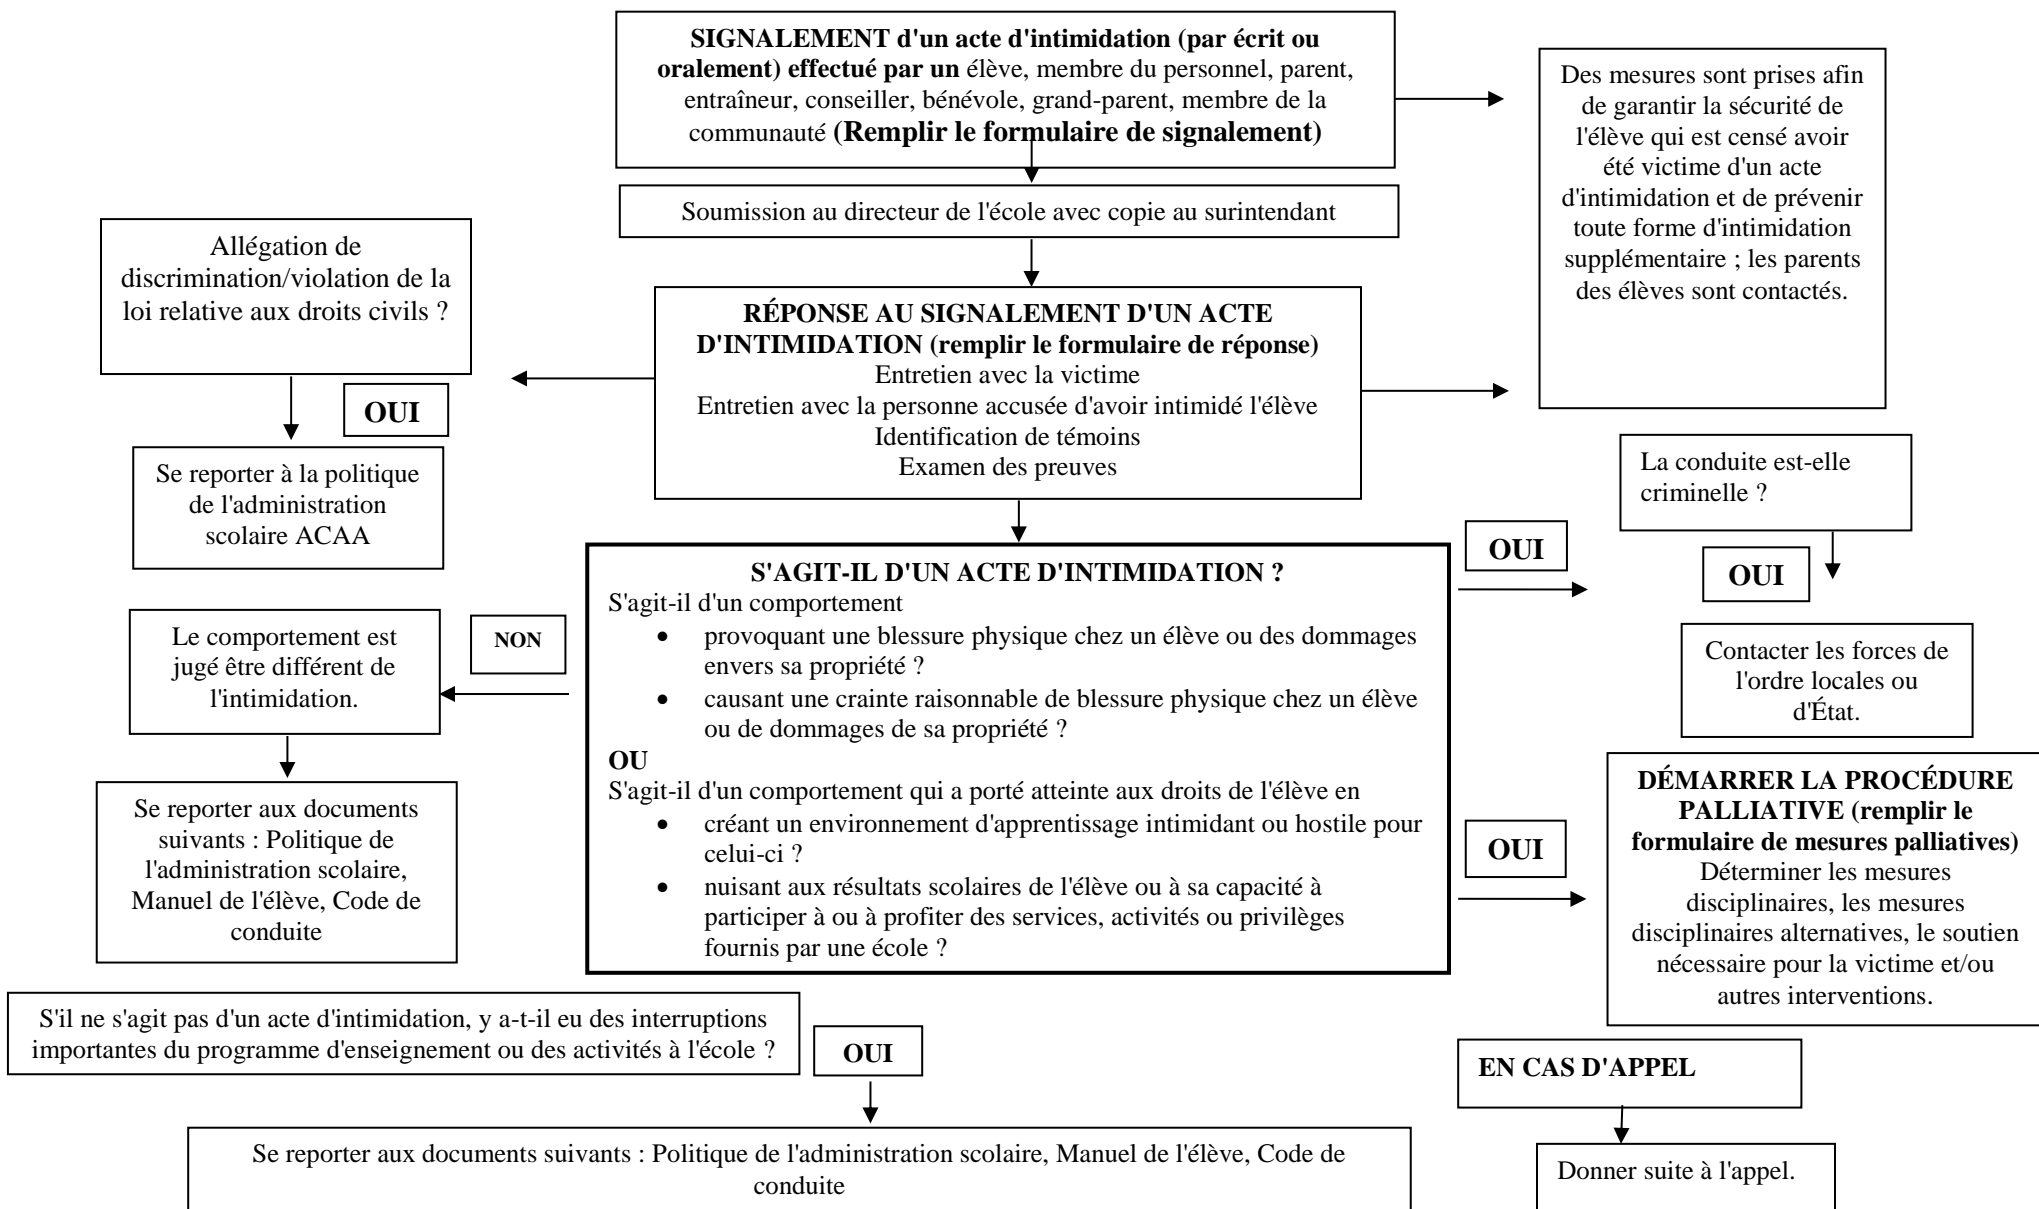 SIGNALEMENT d'un acte d'intimidation (par écrit ou
oralement) effectué par un élève, membre du personnel, parent,
entraîneur, conseiller, bénévole, grand-parent, membre de la
communauté (Remplir le formulaire de signalement)
Des mesures sont prises afin
de garantir la sécurité de
l'élève qui est censé avoir
été victime d'un acte
d'intimidation et de prévenir
toute forme d'intimidation
supplémentaire ; les parents
des élèves sont contactés.
Soumission au directeur de l'école avec copie au surintendant
Allégation de
discrimination/violation de la
loi relative aux droits civils ?
OUI
Se reporter à la politique
de l'administration
scolaire ACAA
RÉPONSE AU SIGNALEMENT D'UN ACTE
D'INTIMIDATION (remplir le formulaire de réponse)
Entretien avec la victime
Entretien avec la personne accusée d'avoir intimidé l'élève
Identification de témoins
Examen des preuves
La conduite est-elle
criminelle ?
OUI
OUI
Contacter les forces de
l'ordre locales ou
d'État.
S'AGIT-IL D'UN ACTE D'INTIMIDATION ?
S'agit-il d'un comportement
• provoquant une blessure physique chez un élève ou des dommages
envers sa propriété ?
• causant une crainte raisonnable de blessure physique chez un élève
ou de dommages de sa propriété ?
OU
S'agit-il d'un comportement qui a porté atteinte aux droits de l'élève en
• créant un environnement d'apprentissage intimidant ou hostile pour
celui-ci ?
• nuisant aux résultats scolaires de l'élève ou à sa capacité à
participer à ou à profiter des services, activités ou privilèges
fournis par une école ?
NON
Le comportement est
jugé être différent de
l'intimidation.
Se reporter aux documents
suivants : Politique de
l'administration scolaire,
Manuel de l'élève, Code de
conduite
OUI
DÉMARRER LA PROCÉDURE
PALLIATIVE (remplir le
formulaire de mesures palliatives)
Déterminer les mesures
disciplinaires, les mesures
disciplinaires alternatives, le soutien
nécessaire pour la victime et/ou
autres interventions.
S'il ne s'agit pas d'un acte d'intimidation, y a-t-il eu des interruptions
importantes du programme d'enseignement ou des activités à l'école ?
OUI
EN CAS D'APPEL
Se reporter aux documents suivants : Politique de l'administration scolaire, Manuel de l'élève, Code de
conduite
Donner suite à l'appel.